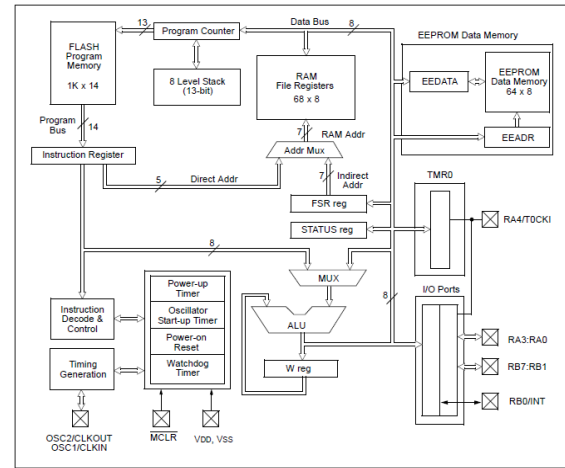 13
Data Bus
8
FLASH
Program
Memory
1K x 14
Program Counter
8 Level Stack
(13-bit)
RAM
File Registers
68 x 8
EEPROM Data Memory
EEDATA
EEPROM
Data Memory
64 x 8
EEADR
Program
Bus
14
7
RAM Addr
Instruction Register
Addr Mux
5
Direct Addr
7
Indirect
Addr
TMR0
FSR reg
RA4/T0CKI
STATUS reg
8
MUX
I/O Ports
8
Power-up
Timer
Instruction
Decode &
Control
Oscillator
Start-up Timer
ALU
Power-on
Reset
RA3:RA0
Timing
Generation
Watchdog
Timer
W reg
RB7:RB1
RB0/INT
OSC2/CLKOUT
OSC1/CLKIN
MCLR
VDD, VSS